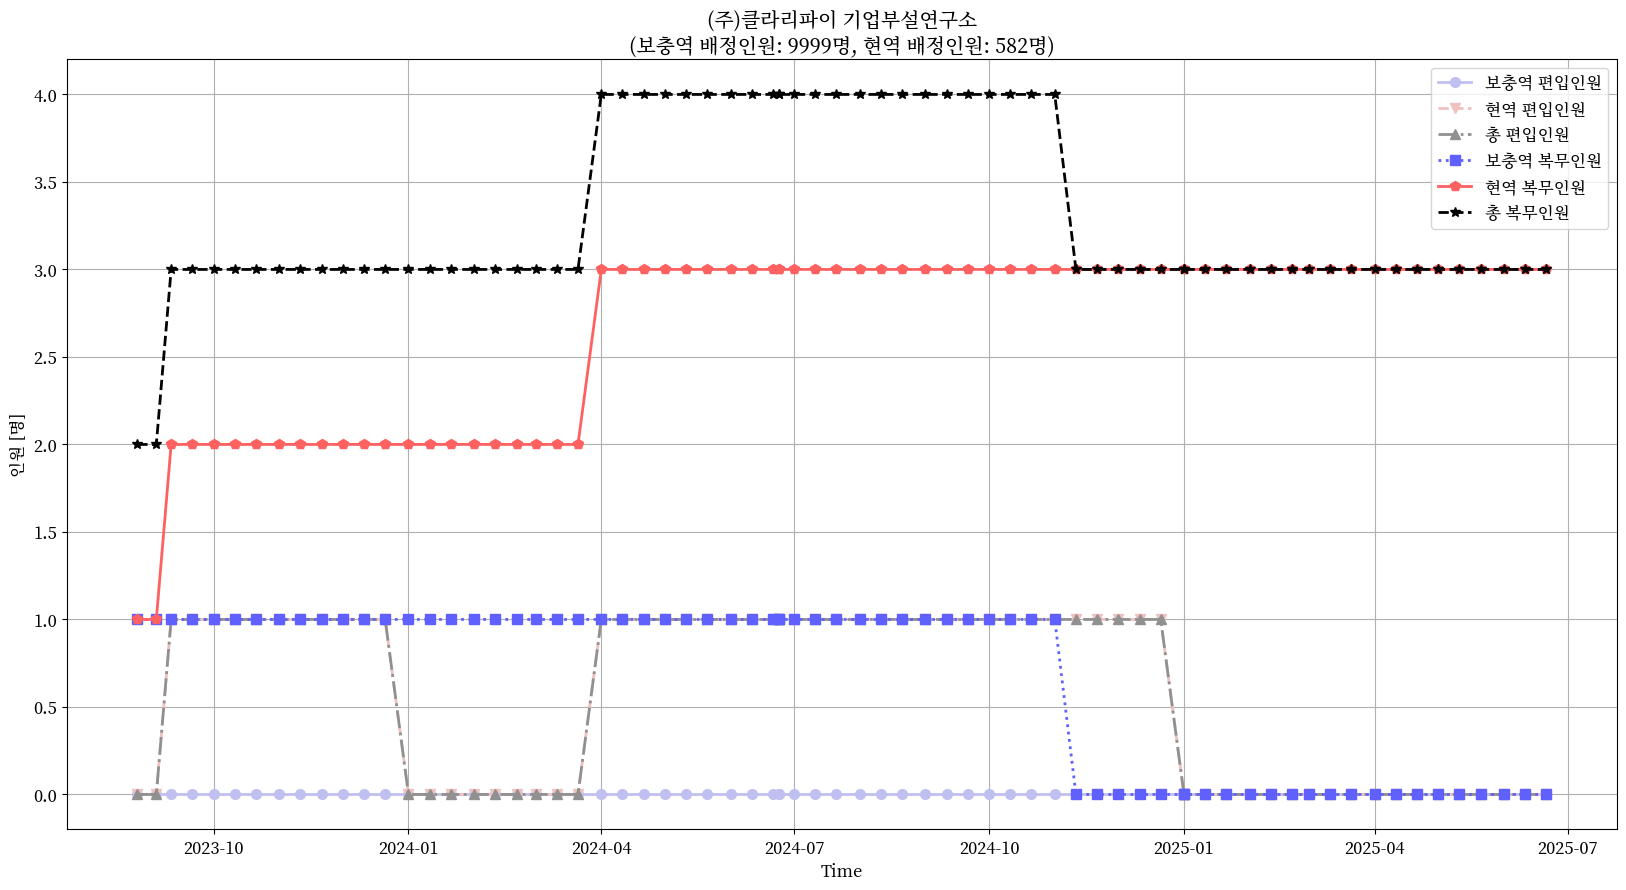 (주)클라리파이 기업부설연구소
(보충역 배정인원: 9999명, 현역 배정인원: 582명)
보충역 편입인원
현역 편입인원
총 편입인원
보충역 복무인원
현역 복무인원
총 복무인원
인원 [명]
4.0
3.5
3.0
2.5
2.0
1.5
1.0
0.5
0.0
2023-10
2024-01
2024-04
2024-07
2024-10
2025-01
2025-04
2025-07
Time